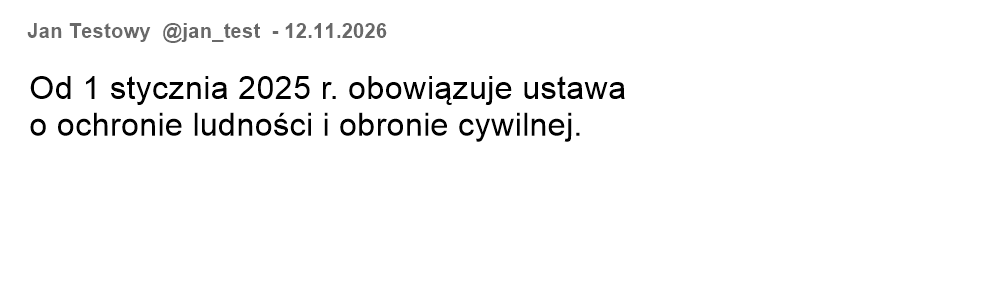 Jan Testowy @jan_test - 12.11.2026
Od 1 stycznia 2025 r. obowiązuje ustawa
o ochronie ludności i obronie cywilnej.